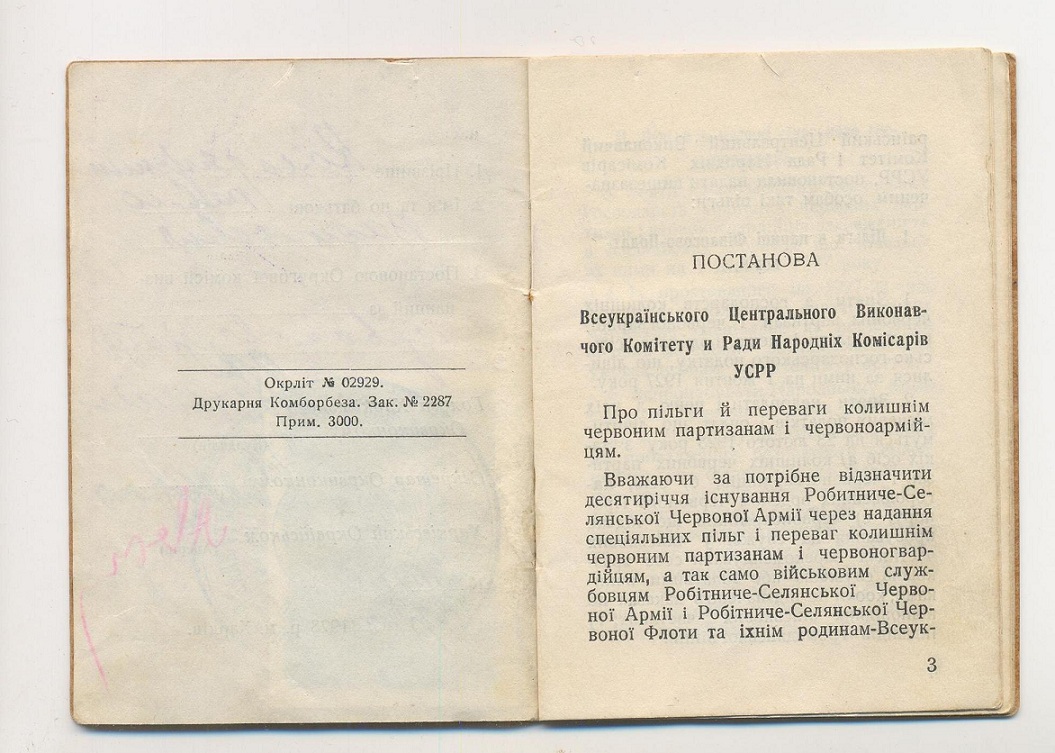 Окрліт № 02929.
Друкарня Комборбеза. Зак. № 2287
Прим. 3000.
ПОСТАНОВА
Всеукраїнського Центрального Виконав-
чого Комітету и Ради Народніх Комісарів
УСРР
Про пільги й переваги колишнім
червоним партизанам і червоноармій-
цям.
Вважаючи за потрібне відзначити
десятиріччя існування Робитниче-Се-
лянської Червоної Армії через надання
спеціяльних пільг і переваг колишнім
червоним партизанам і червоногвар-
дійцям, а так само військовим служ-
бовцям Робітниче-Селянської Черво-
ної Армії і Робітниче-Селянської Чер-
воної Флоти та їхнім родинам-Всеук-
3